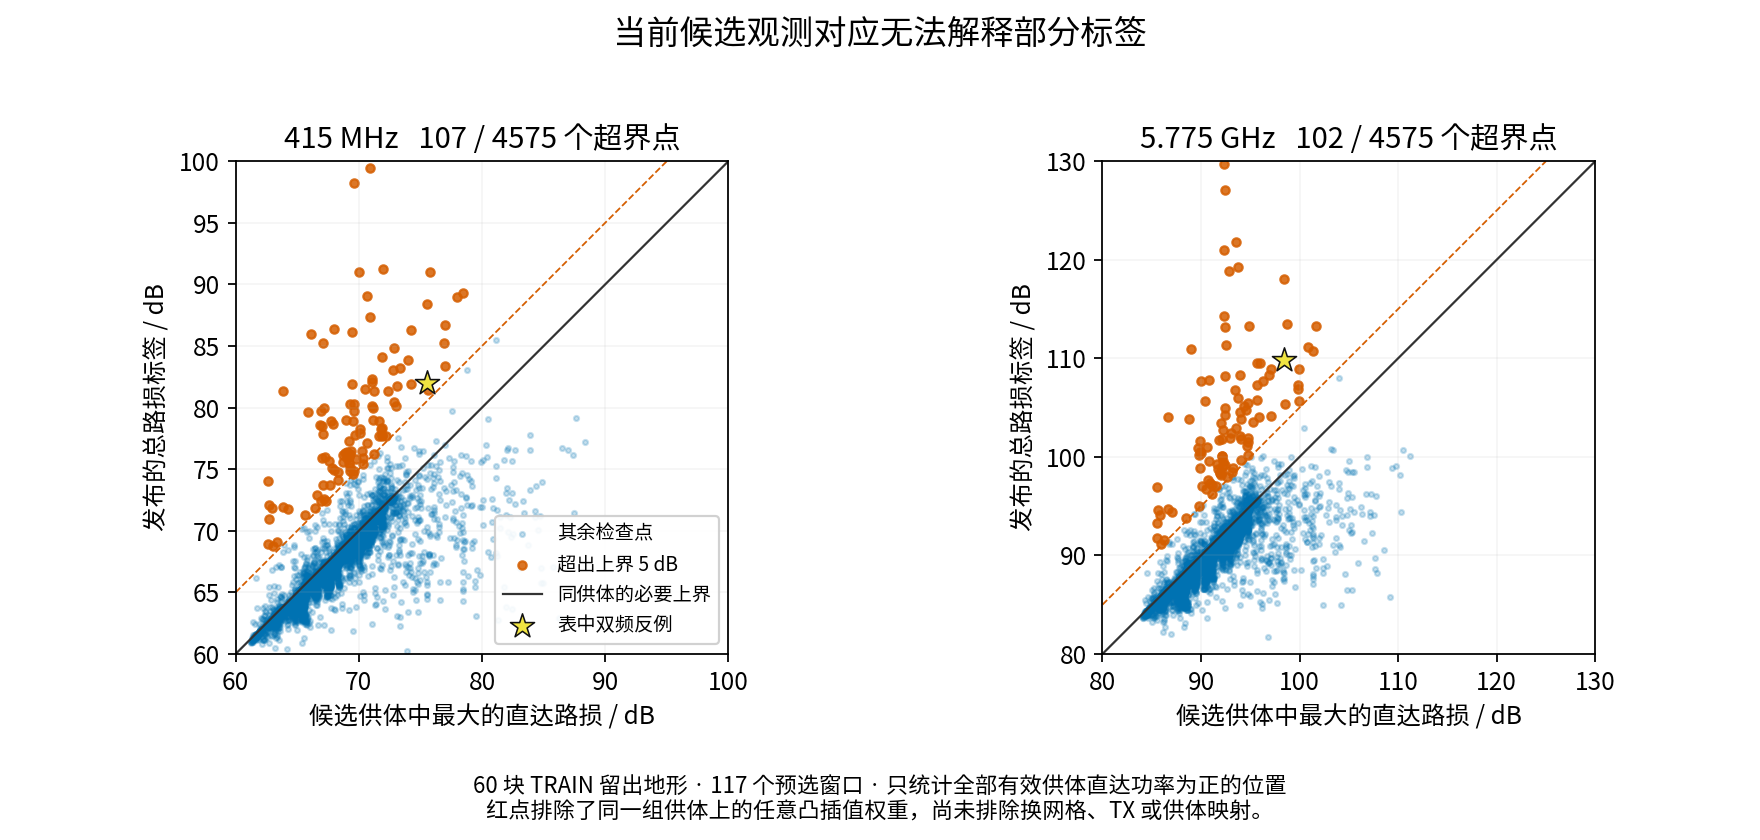 当前候选观测对应无法解释部分标签
415 MHz   107 / 4575 个超界点
100
95
90
85
80
75
70
65
60
60
70
80
90
100
发布的总路损标签 / dB
候选供体中最大的直达路损 / dB
其余检查点
超出上界 5 dB
同供体的必要上界
表中双频反例
5.775 GHz   102 / 4575 个超界点
130
120
110
100
90
80
80
90
100
110
120
130
发布的总路损标签 / dB
候选供体中最大的直达路损 / dB
60 块 TRAIN 留出地形 · 117 个预选窗口 · 只统计全部有效供体直达功率为正的位置
红点排除了同一组供体上的任意凸插值权重，尚未排除换网格、TX 或供体映射。